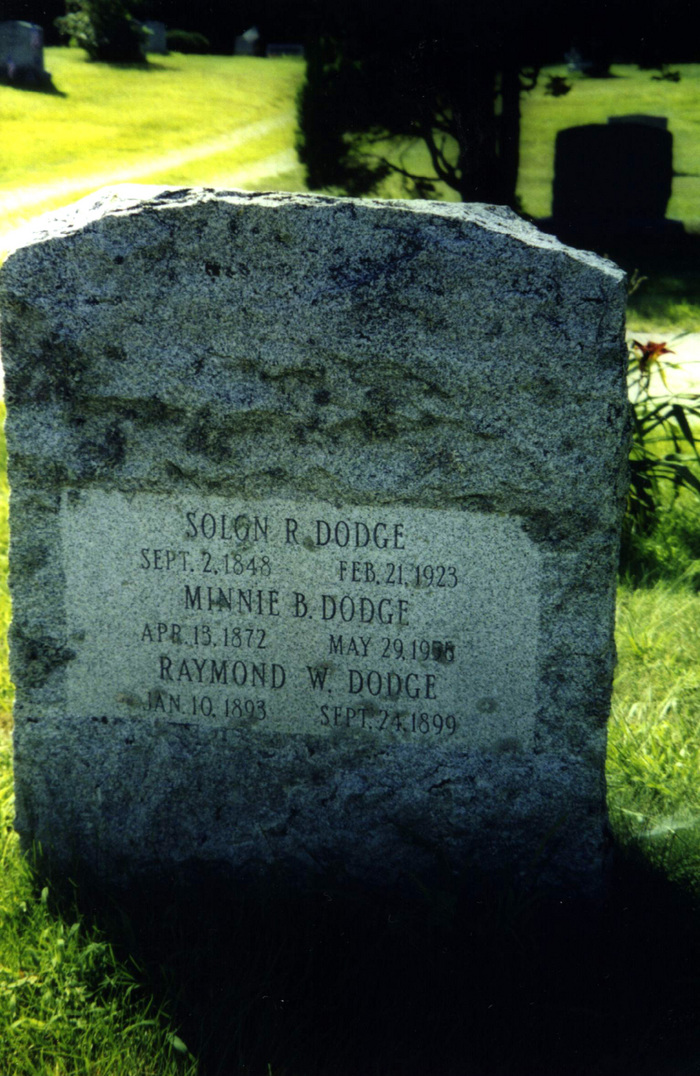 SOLON R. DODGE
SEPT. 2, 1848 FEB. 21, 1923
MINNIE B. DODGE
APR. 13, 1872 MAY 29,
RAYMOND W. DODGE
JAN. 10, 1893 SEPT. 24, 1899